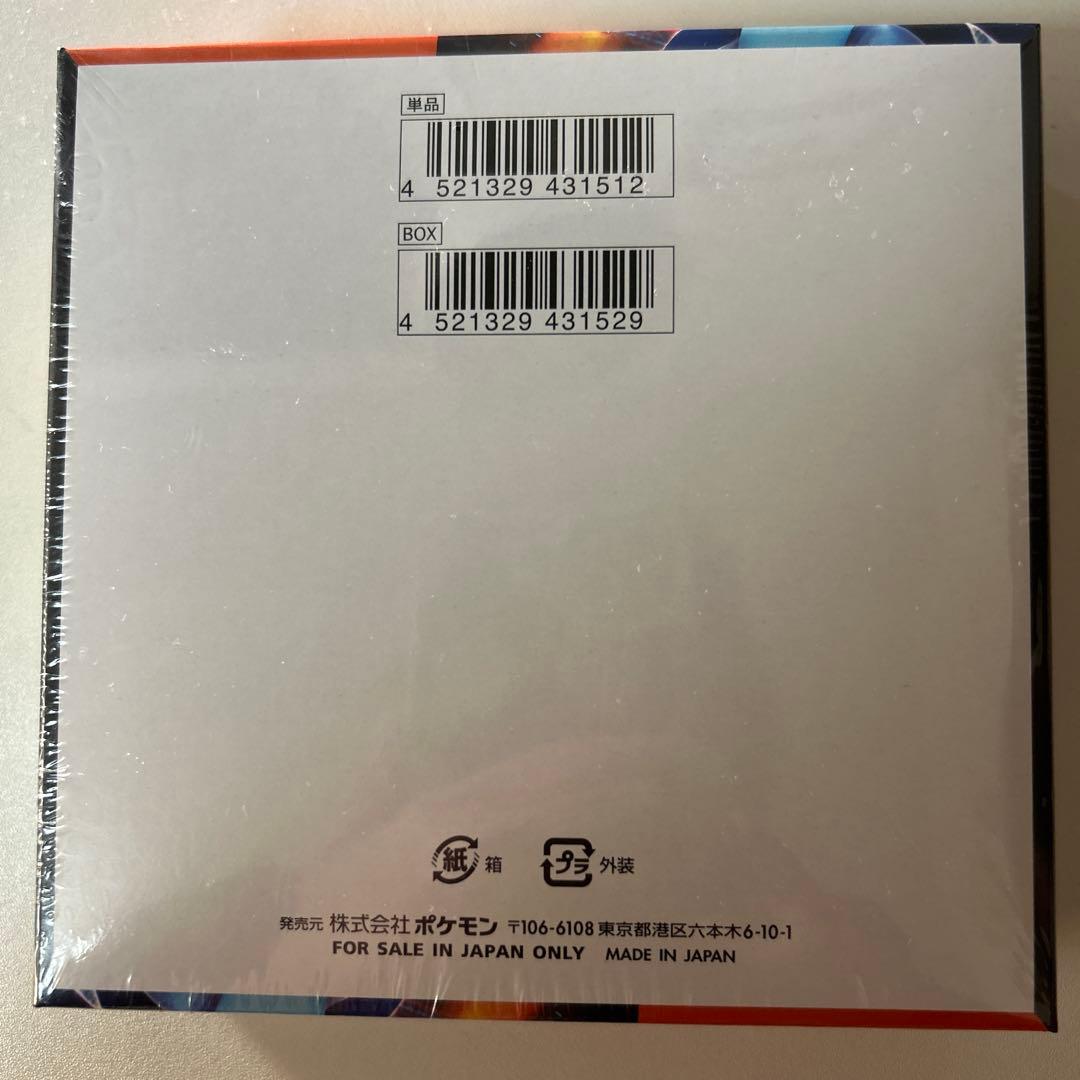 単品
4 521329 431512
BOX
4 521329 431529
紙 箱 プラ 外装
発売元 株式会社 ポケモン 〒106-6108 東京都港区六本木6-10-1
FOR SALE IN JAPAN ONLY MADE IN JAPAN